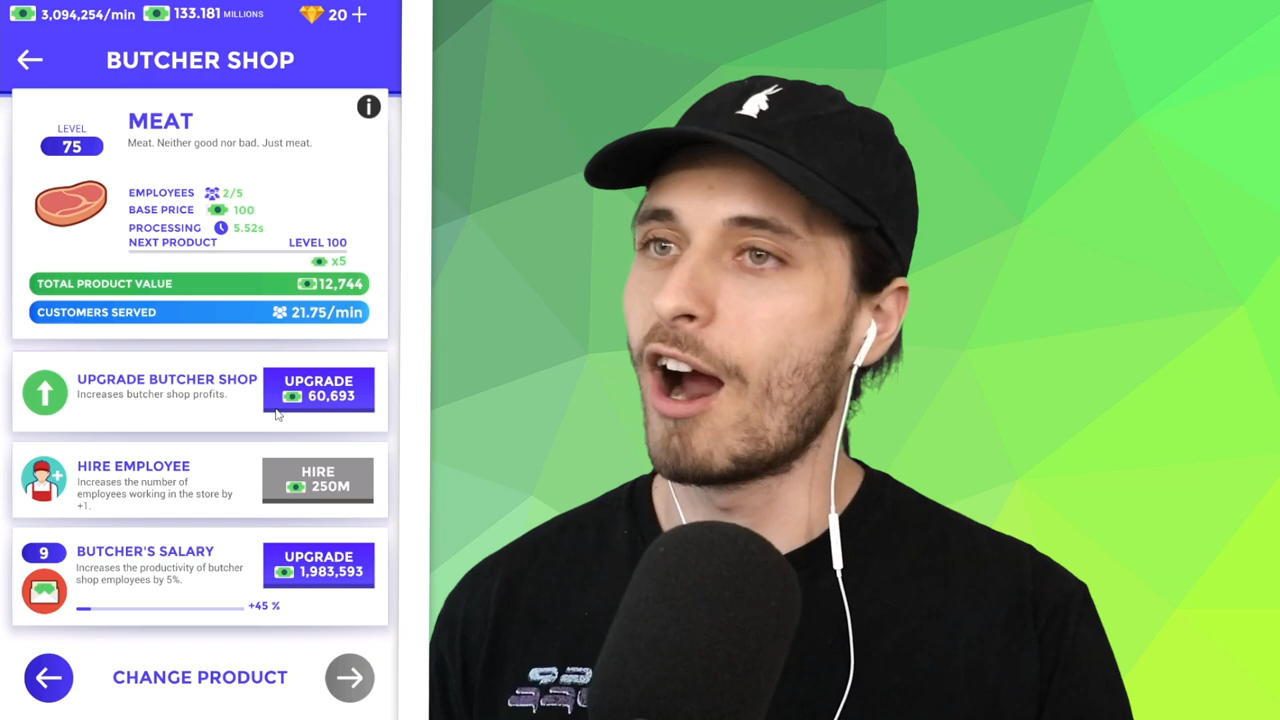 3,094,254/min 133.181 MILLIONS 20 +
BUTCHER SHOP
MEAT
LEVEL
75
Meat. Neither good nor bad. Just meat.
EMPLOYEES 2/5
BASE PRICE 100
PROCESSING 5.52s
NEXT PRODUCT LEVEL 100
x5
TOTAL PRODUCT VALUE 12,744
CUSTOMERS SERVED 21.75/min
UPGRADE BUTCHER SHOP
Increases butcher shop profits.
UPGRADE
60,693
HIRE EMPLOYEE
Increases the number of
employees working in the store by
+1.
HIRE
250M
9
BUTCHER'S SALARY
Increases the productivity of butcher
shop employees by 5%.
+45 %
UPGRADE
1,983,593
CHANGE PRODUCT